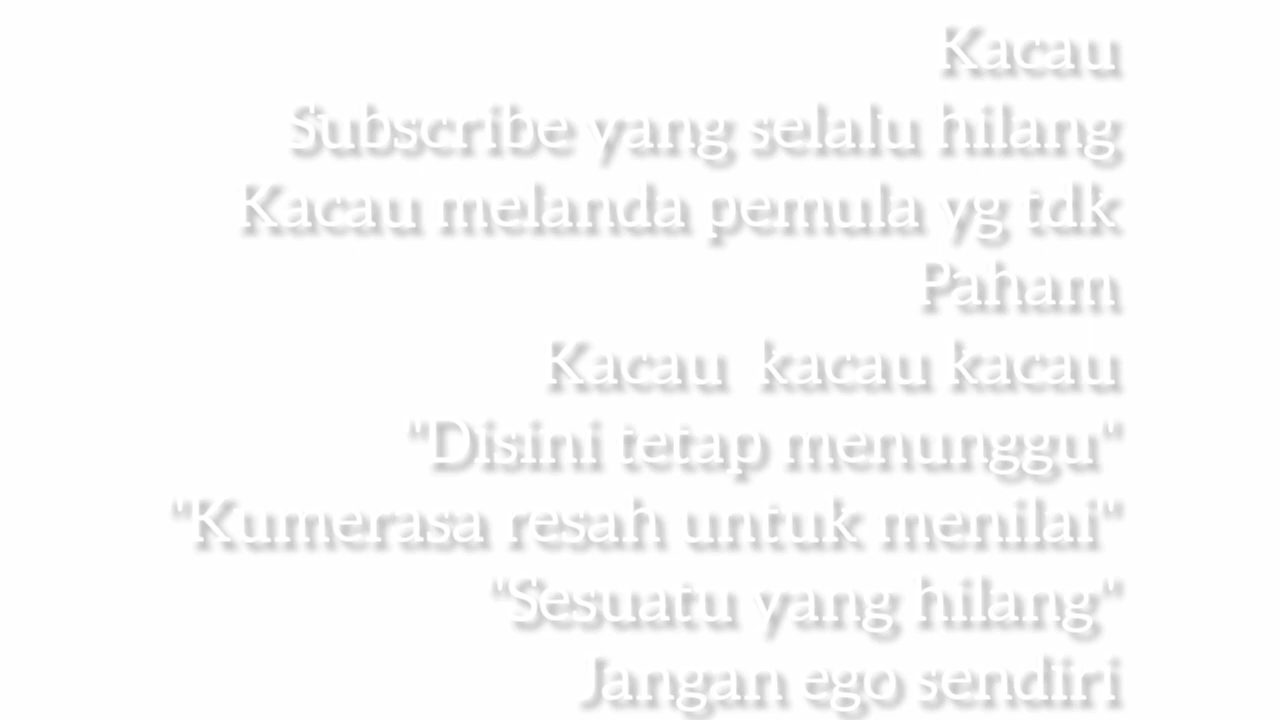 Kacau
Subscribe yang selalu hilang
Kacau melanda pemula yg tdk
Paham
Kacau  kacau kacau
"Disini tetap menunggu"
"Kumerasa resah untuk menilai"
"Sesuatu yang hilang"
Jangan ego sendiri